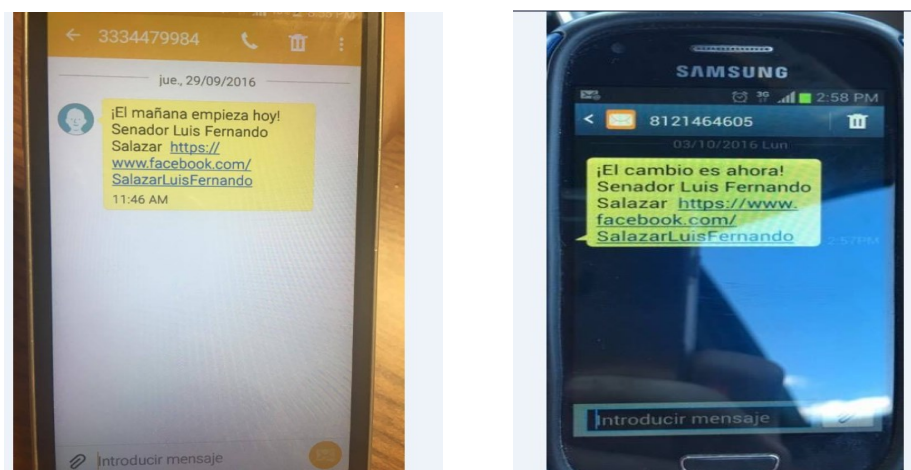 3334479984
jue., 29/09/2016
¡El mañana empieza hoy!
Senador Luis Fernando
Salazar https://
www.facebook.com/
SalazarLuisFernando
11:46 AM
Introducir mensaje
SAMSUNG
3G 2:58 PM
8121464605
03/10/2016 Lun
¡El cambio es ahora!
Senador Luis Fernando
Salazar https://www.
facebook.com/
SalazarLuisFernando
2:57PM
Introducir mensaje